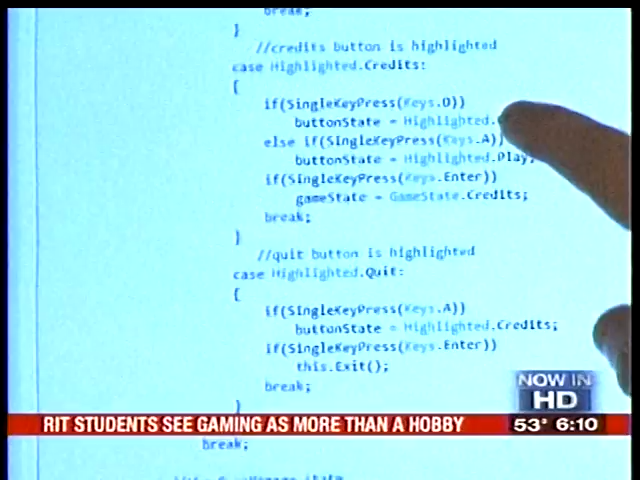 break;
}
//credits button is highlighted
case Highlighted.Credits:
{
if(SingleKeyPress(Keys.D))
buttonState = Highlighted.
else if(SingleKeyPress(Keys.A))
buttonState = Highlighted.Play;
if(SingleKeyPress(Keys.Enter))
gameState = GameState.Credits;
break;
}
//quit button is highlighted
case Highlighted.Quit:
{
if(SingleKeyPress(Keys.A))
buttonState = Highlighted.Credits;
if(SingleKeyPress(Keys.Enter))
this.Exit();
break;
}
NOW IN
HD
RIT STUDENTS SEE GAMING AS MORE THAN A HOBBY 53° 6:10
break;